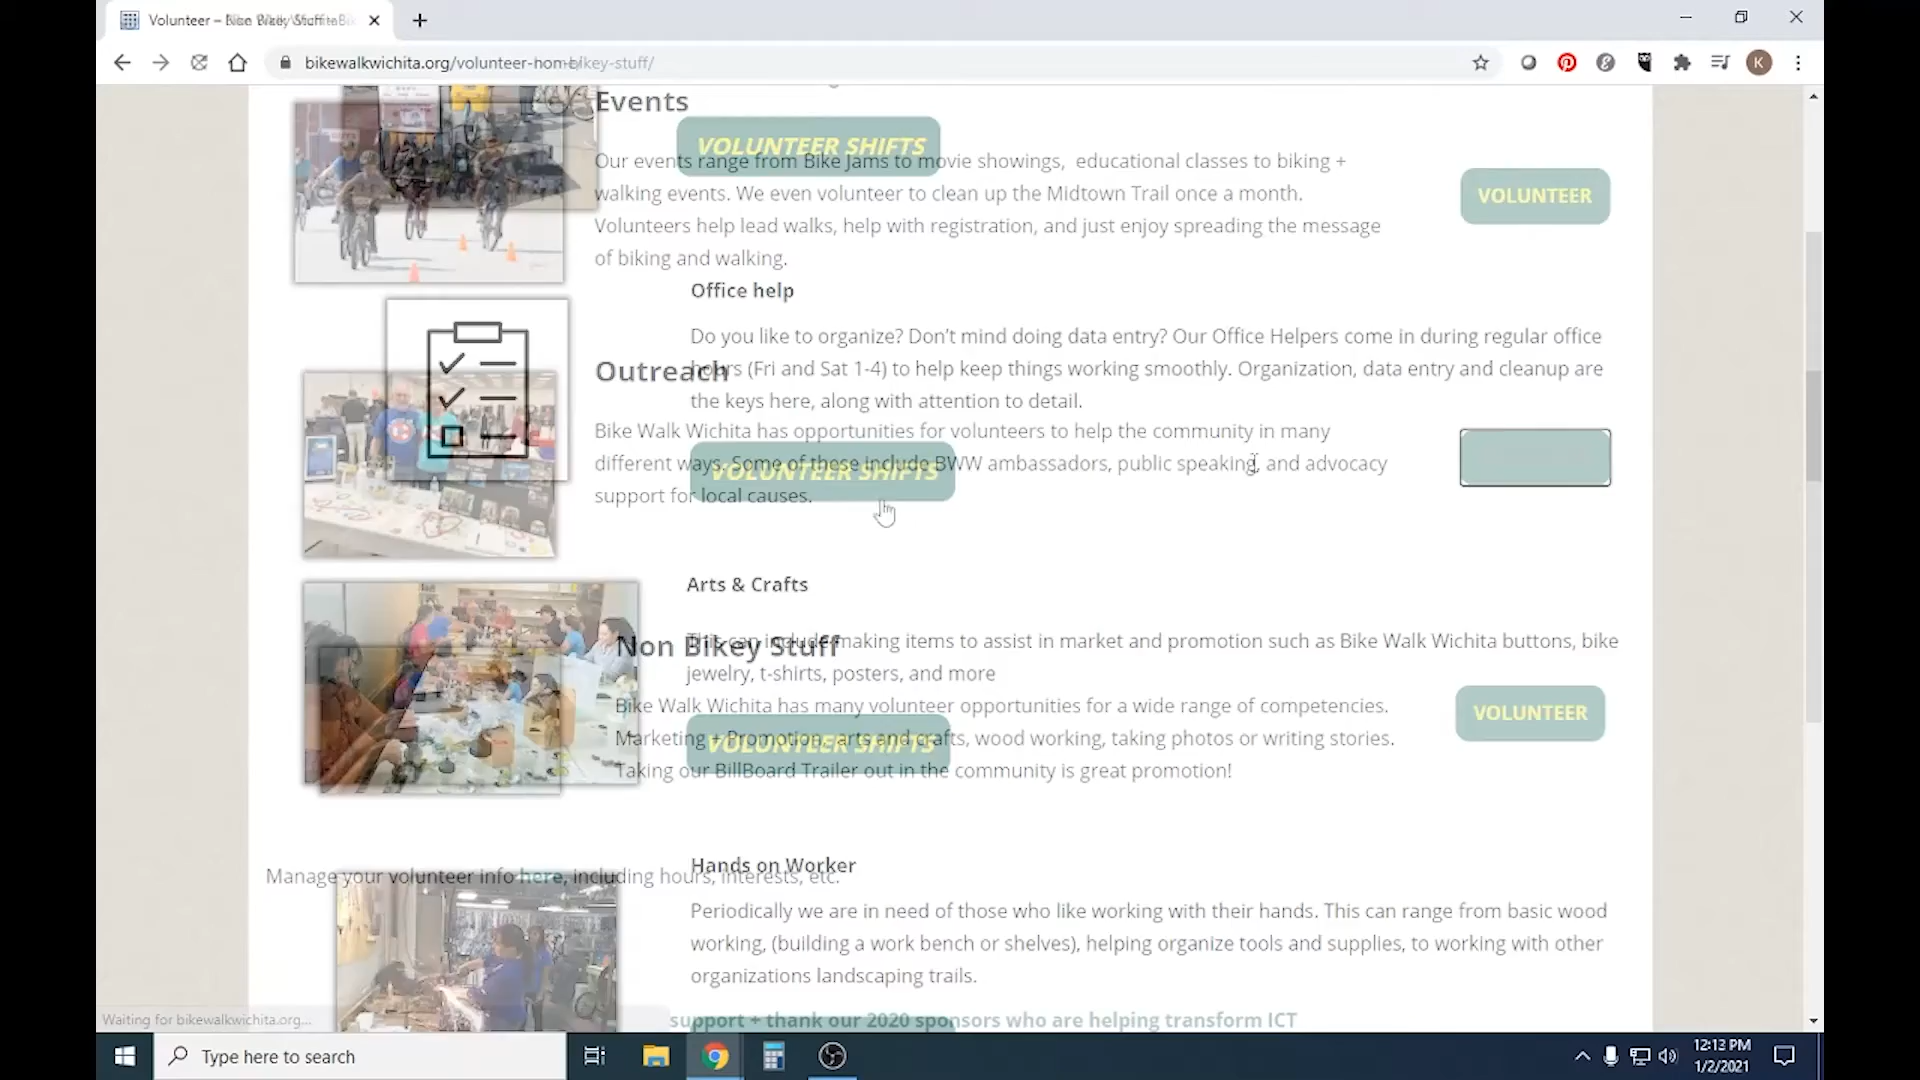 Volunteer –
bikewalkwichita.org/volunteer-home/
bikey-stuff/
K
Events
VOLUNTEER SHIFTS
Our events range from Bike Jams to movie showings, educational classes to biking +
walking events. We even volunteer to clean up the Midtown Trail once a month.
Volunteers help lead walks, help with registration, and just enjoy spreading the message
of biking and walking.
VOLUNTEER
Office help
Do you like to organize? Don't mind doing data entry? Our Office Helpers come in during regular office
hours (Fri and Sat 1-4) to help keep things working smoothly. Organization, data entry and cleanup are
the keys here, along with attention to detail.
Outreach
Bike Walk Wichita has opportunities for volunteers to help the community in many
different ways. Some of these include BWW ambassadors, public speaking, and advocacy
support for local causes.
VOLUNTEER SHIFTS
Arts & Crafts
This can include making items to assist in market and promotion such as Bike Walk Wichita buttons, bike
jewelry, t-shirts, posters, and more
Non Bikey Stuff
Bike Walk Wichita has many volunteer opportunities for a wide range of competencies.
Marketing + Promotion, arts and crafts, wood working, taking photos or writing stories.
Taking our BillBoard Trailer out in the community is great promotion!
VOLUNTEER
VOLUNTEER SHIFTS
Manage your volunteer info here, including hours, interests, etc.
Hands on Worker
Periodically we are in need of those who like working with their hands. This can range from basic wood
working, (building a work bench or shelves), helping organize tools and supplies, to working with other
organizations landscaping trails.
support + thank our 2020 sponsors who are helping transform ICT
Waiting for bikewalkwichita.org...
Type here to search
12:13 PM
1/2/2021